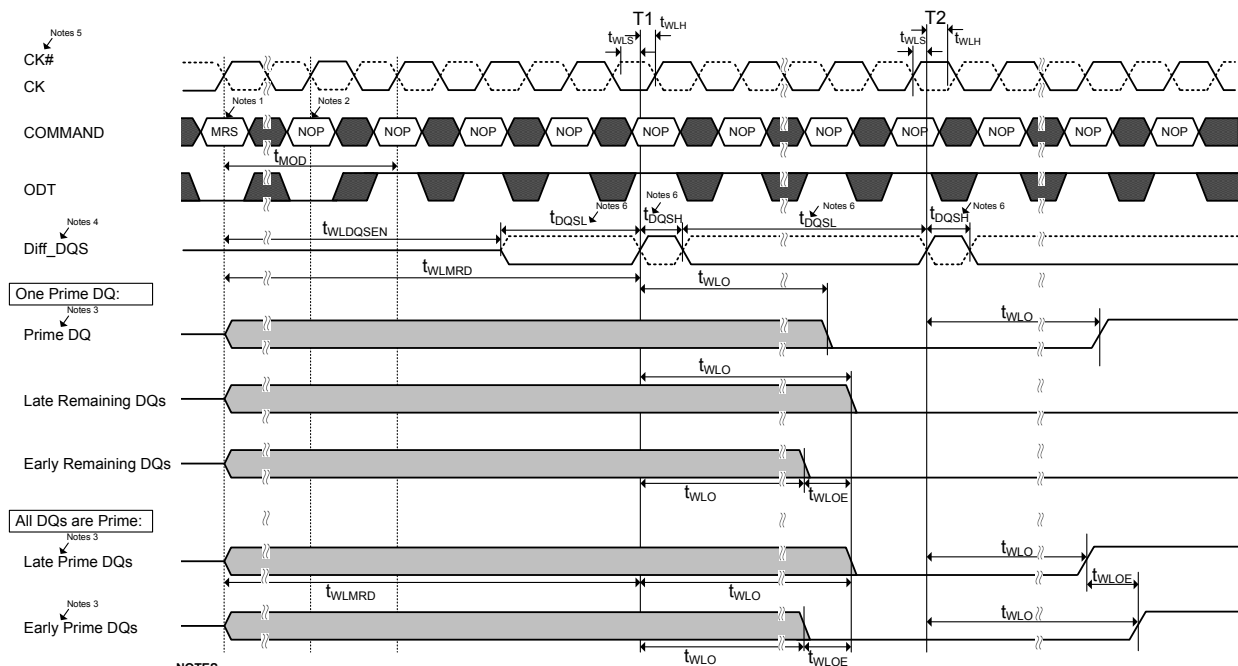 T1 T2
tWLS tWLH tWLS tWLH
Notes 5
CK#
CK
Notes 1 Notes 2
COMMAND MRS NOP NOP NOP NOP NOP NOP NOP NOP NOP NOP NOP
tMOD
ODT
Notes 6 Notes 6 Notes 6 Notes 6
Notes 4 tDQSL tDQSH tDQSL tDQSH
Diff_DQS tWLDQSEN
tWLMRD
tWLO
One Prime DQ:
Notes 3
Prime DQ tWLO
tWLO
Late Remaining DQs
Early Remaining DQs
tWLO tWLOE
All DQs are Prime:
Notes 3
Late Prime DQs tWLO
tWLOE
tWLMRD tWLO
Notes 3
Early Prime DQs tWLO
tWLO tWLOE
NOTES